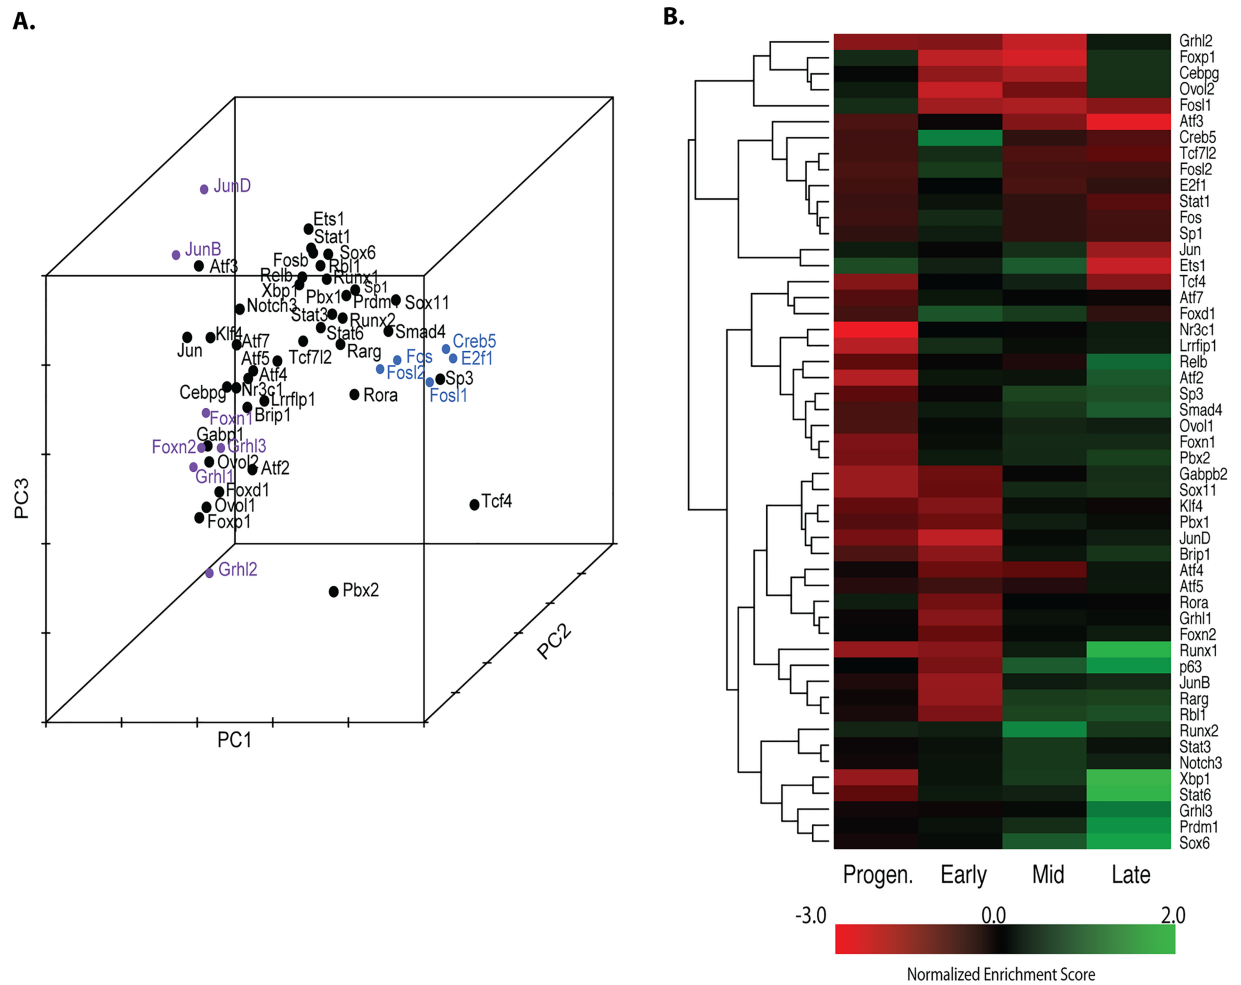 A.
JunD
JunB
Atf3
Ets1
Stat1
Sox6
Fosb
Rbl1
Relb
Runx1
Xbp1
Sp1
Pbx1
Prdm1
Sox11
Notch3
Stat3
Runx2
Stat6
Smad4
Klf4
Jun
Atf7
Rarg
Creb5
Fos
E2f1
Atf5
Tcf7l2
Fosl2
Atf4
Sp3
Cebpg
Nr3c1
Fosl1
Lrrfip1
Rora
Brip1
Foxn1
Gabp1
Foxn2
Grhl3
Ovol2
Atf2
Grhl1
Foxd1
Ovol1
Tcf4
Foxp1
Grhl2
Pbx2
PC3
PC2
PC1
B.
Grhl2
Foxp1
Cebpg
Ovol2
Fosl1
Atf3
Creb5
Tcf7l2
Fosl2
E2f1
Stat1
Fos
Sp1
Jun
Ets1
Tcf4
Atf7
Foxd1
Nr3c1
Lrrfip1
Relb
Atf2
Sp3
Smad4
Ovol1
Foxn1
Pbx2
Gabpb2
Sox11
Klf4
Pbx1
JunD
Brip1
Atf4
Atf5
Rora
Grhl1
Foxn2
Runx1
p63
JunB
Rarg
Rbl1
Runx2
Stat3
Notch3
Xbp1
Stat6
Grhl3
Prdm1
Sox6
Progen. Early Mid Late
-3.0 0.0 2.0
Normalized Enrichment Score